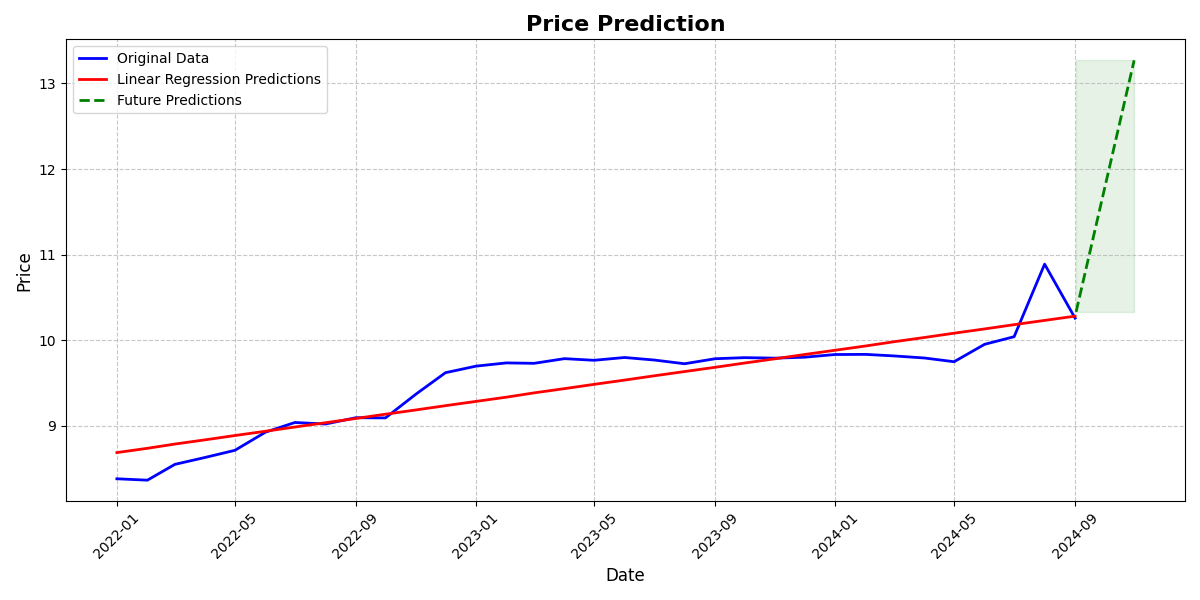 Price Prediction
Original Data
Linear Regression Predictions
Future Predictions
Price
13
12
11
10
9
2022-01
2022-05
2022-09
2023-01
2023-05
2023-09
2024-01
2024-05
2024-09
Date